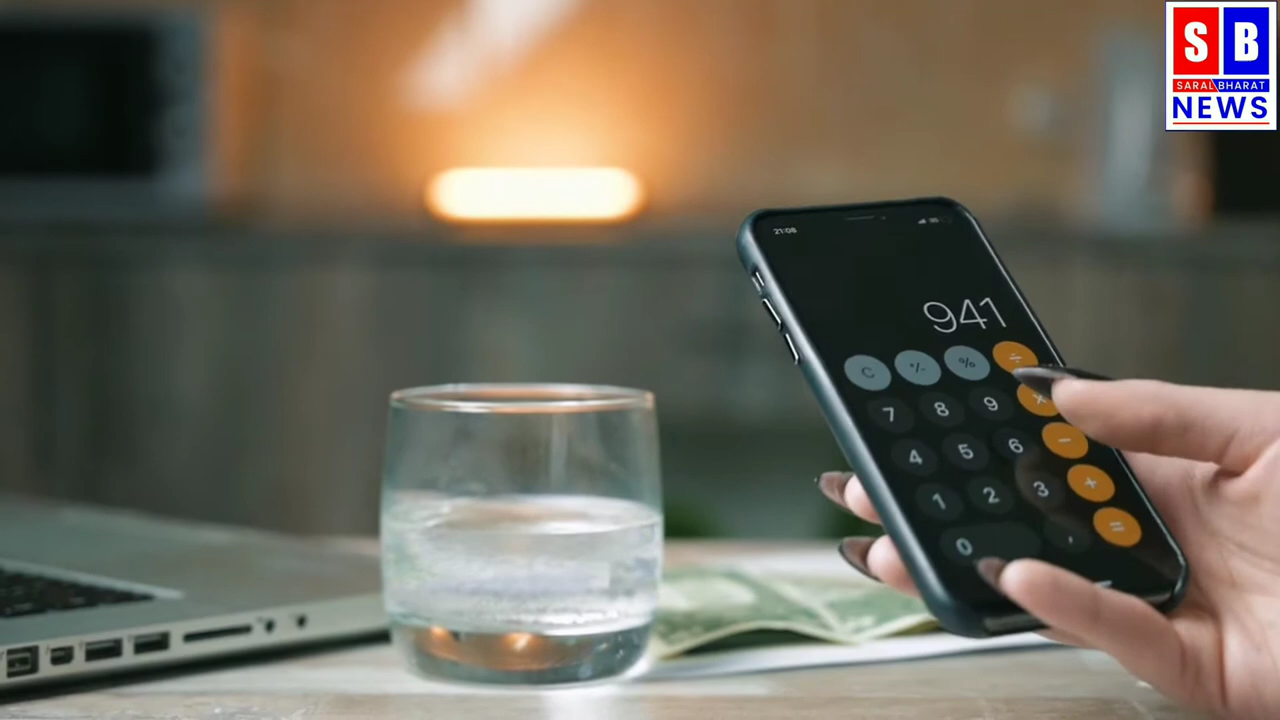 S B
SARAL BHARAT
NEWS
21:08
941
C +/- % ÷
7 8 9 ×
4 5 6 −
1 2 3 +
0 , =